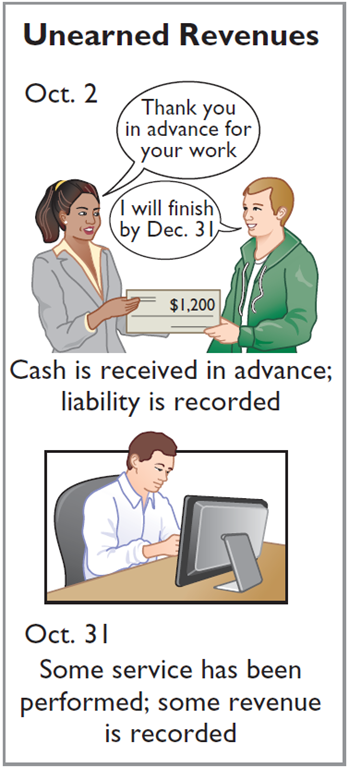 Unearned Revenues
Oct. 2
Thank you
in advance for
your work
I will finish
by Dec. 31
$1,200
Cash is received in advance;
liability is recorded
Oct. 31
Some service has been
performed; some revenue
is recorded